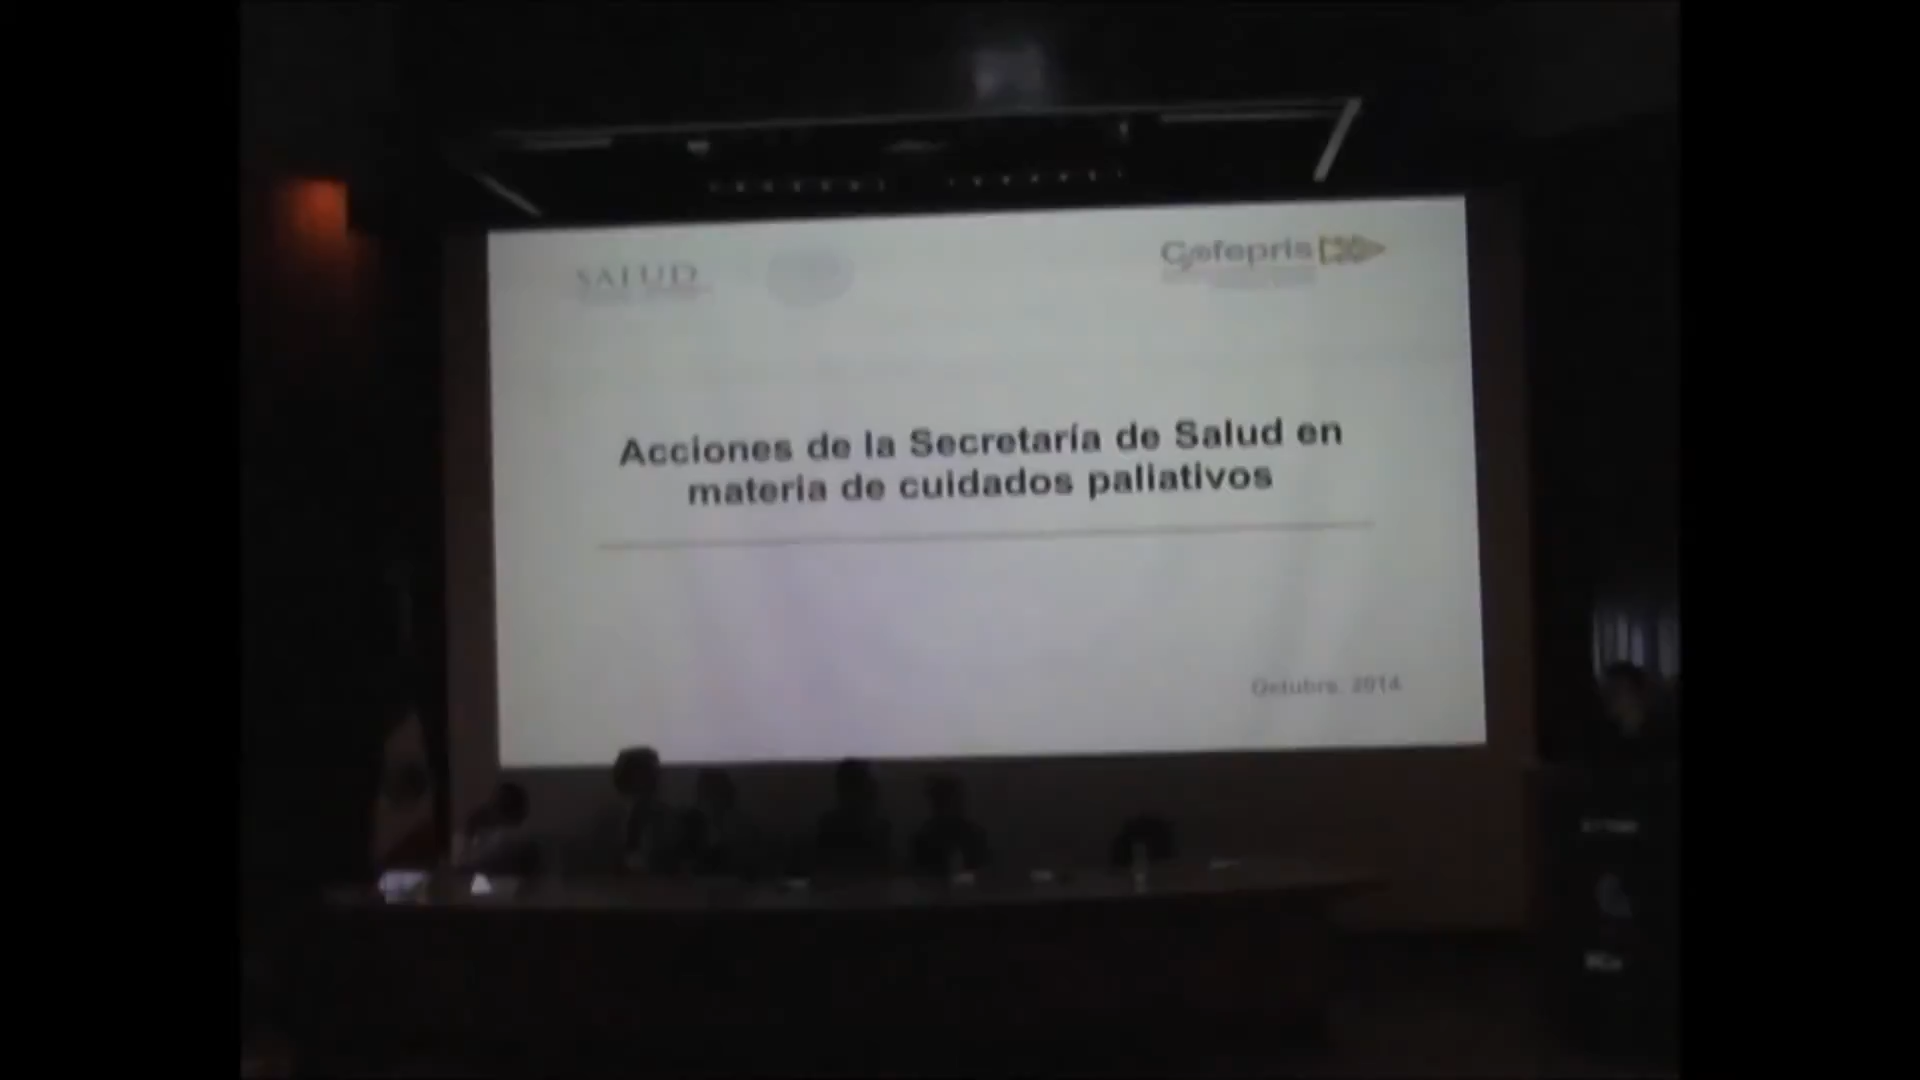 SALUD
Cofepris
Acciones de la Secretaría de Salud en
materia de cuidados paliativos
Octubre, 2014